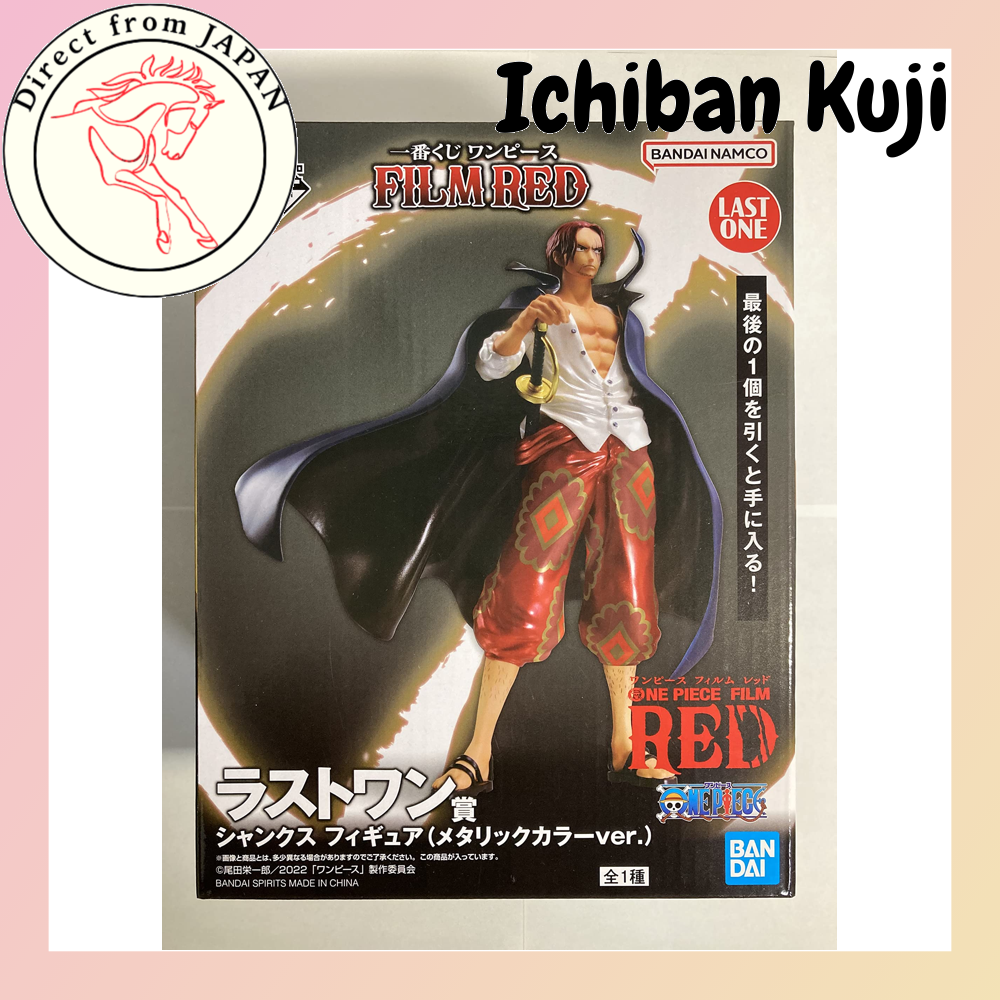 Direct from JAPAN
Ichiban Kuji
一番くじ ワンピース
FILM RED
BANDAI NAMCO
LAST
ONE
最後の1個を引くと手に入る!
ワンピース フィルム レッド
ONE PIECE FILM
RED
ワンピース
ONE PIECE
ラストワン賞
シャンクス フィギュア(メタリックカラーver.)
※画像と商品とは、多少異なる場合がありますのでご了承ください。この商品が入っています。
©尾田栄一郎/2022「ワンピース」製作委員会
BANDAI SPIRITS MADE IN CHINA
全1種
BAN
DAI